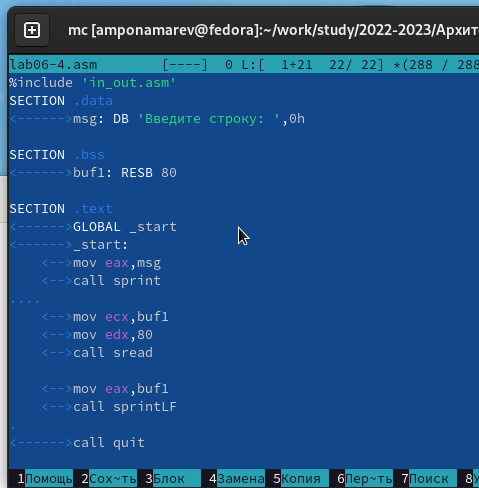 mc [amponamarev@fedora]:~/work/study/2022-2023/Архит
lab06-4.asm [----] 0 L:[ 1+21 22/ 22] *(288 / 288
%include 'in_out.asm'
SECTION .data
<------>msg: DB 'Введите строку: ',0h
SECTION .bss
<------>buf1: RESB 80
SECTION .text
<------>GLOBAL _start
<------>_start:
<-->mov eax,msg
<-->call sprint
....
<-->mov ecx,buf1
<-->mov edx,80
<-->call sread
<-->mov eax,buf1
<-->call sprintLF
.
<------>call quit
1Помощь 2Сох~ть 3Блок 4Замена 5Копия 6Пер~ть 7Поиск 8